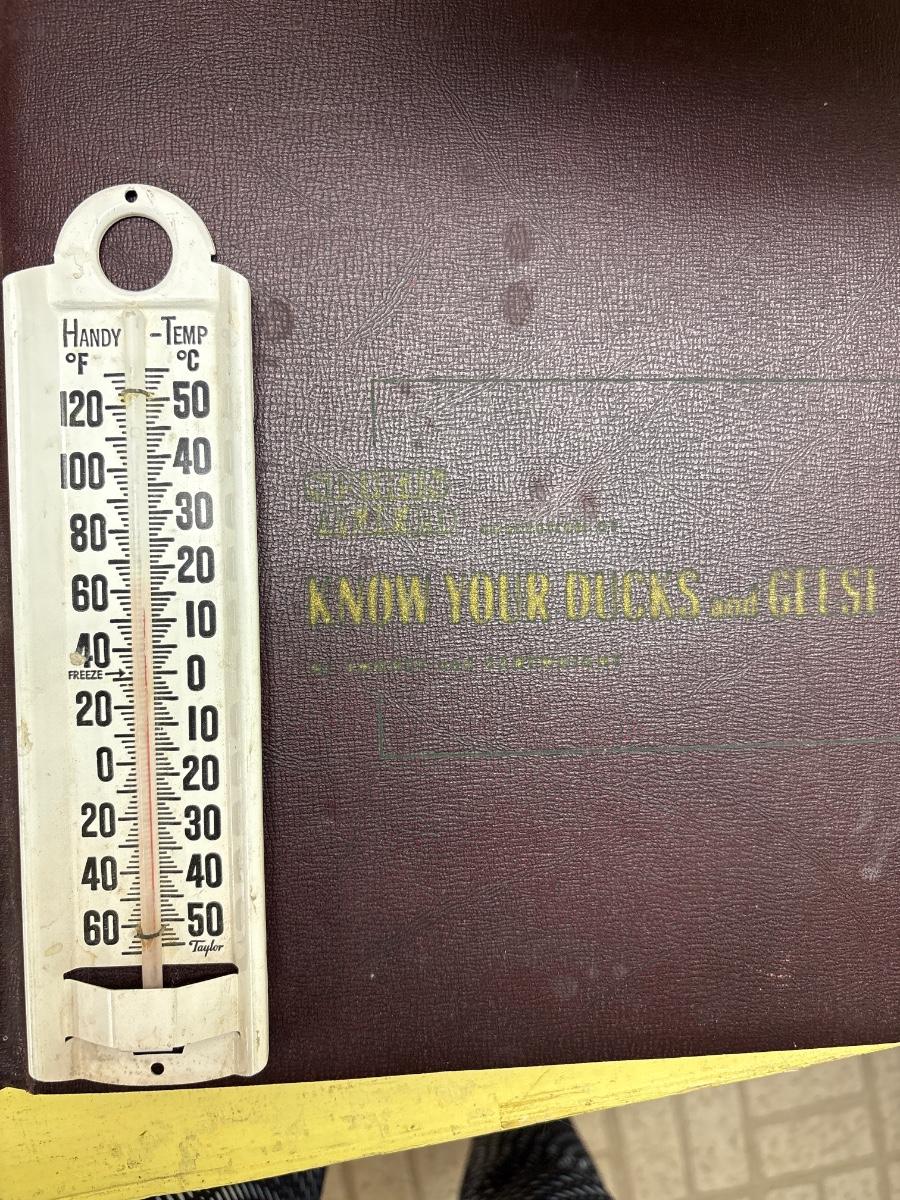 HANDY -TEMP
°F °C
120 50
100 40
80 30
60 20
10
40
FREEZE 0
20 10
0 20
20 30
40 40
60 50
Taylor
KNOW YOUR DUCKS and GEESE